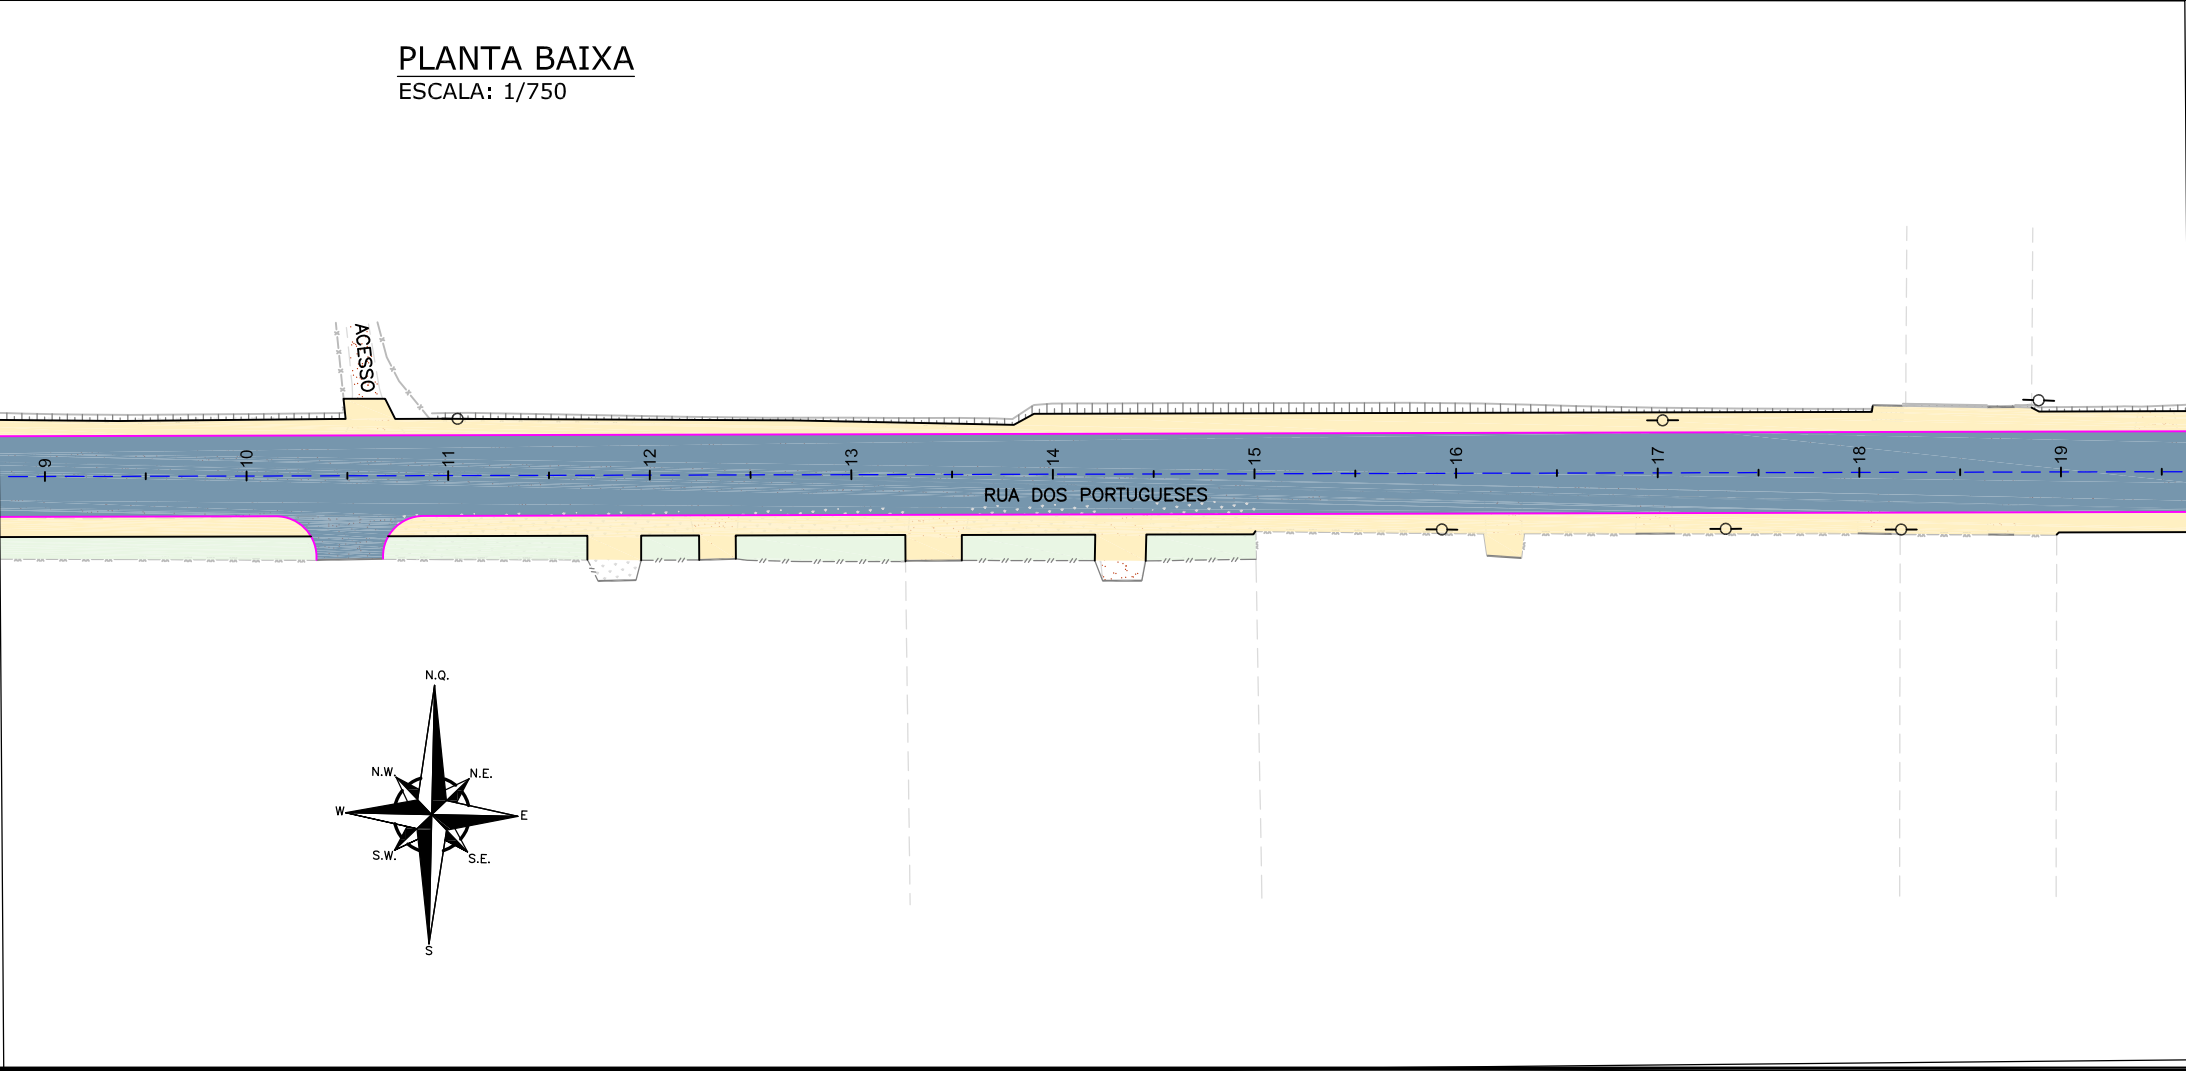 PLANTA BAIXA
ESCALA: 1/750
ACESSO
9
10
11
12
13
14
15
16
17
18
19
RUA DOS PORTUGUESES
N.Q.
N.W.
N.E.
W
E
S.W.
S.E.
S